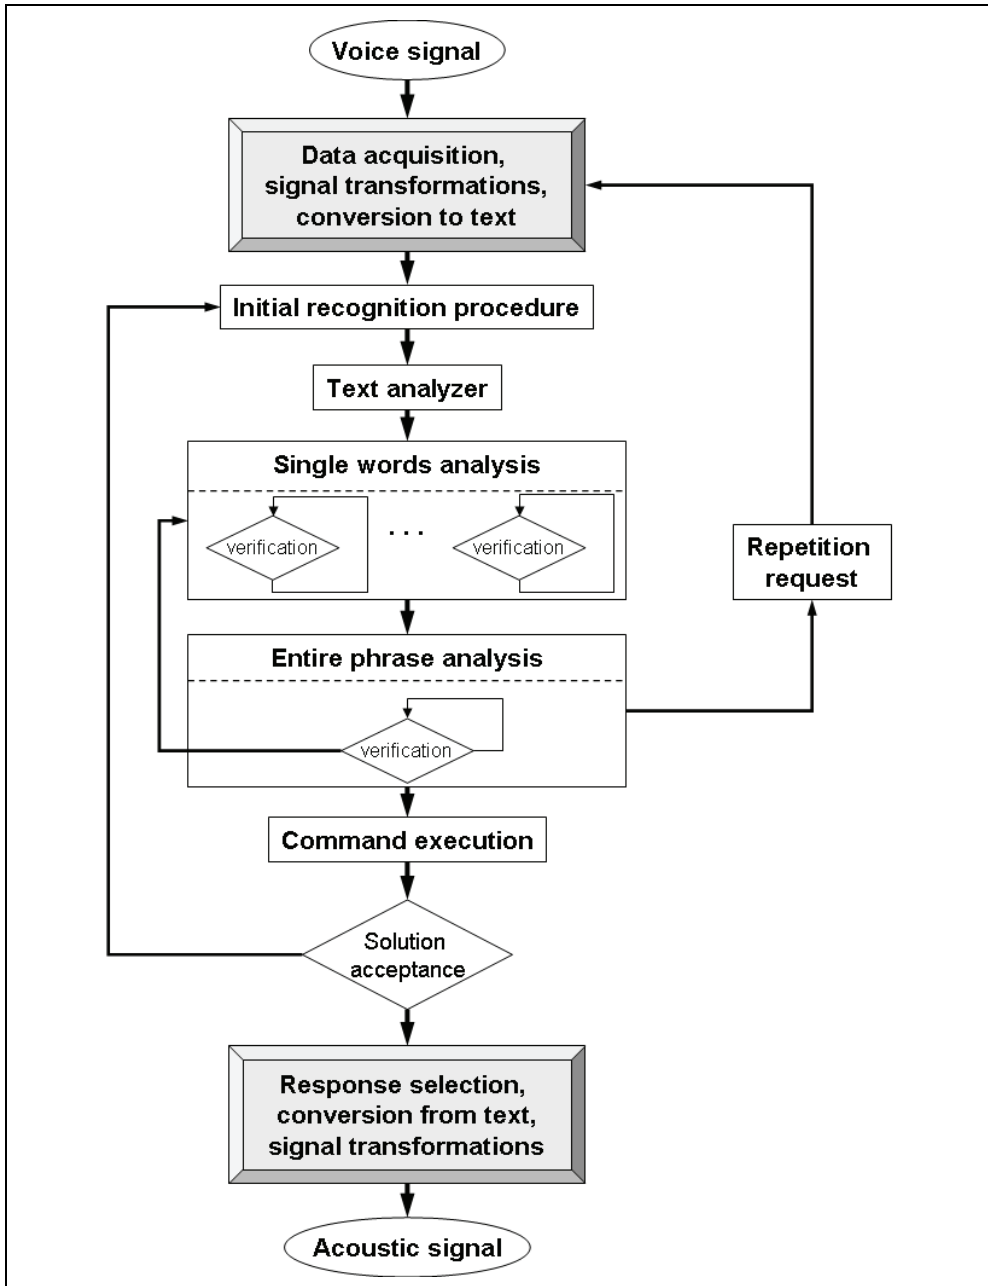 Voice signal
Data acquisition,
signal transformations,
conversion to text
Initial recognition procedure
Text analyzer
Single words analysis
verification
. . .
verification
Repetition
request
Entire phrase analysis
verification
Command execution
Solution
acceptance
Response selection,
conversion from text,
signal transformations
Acoustic signal